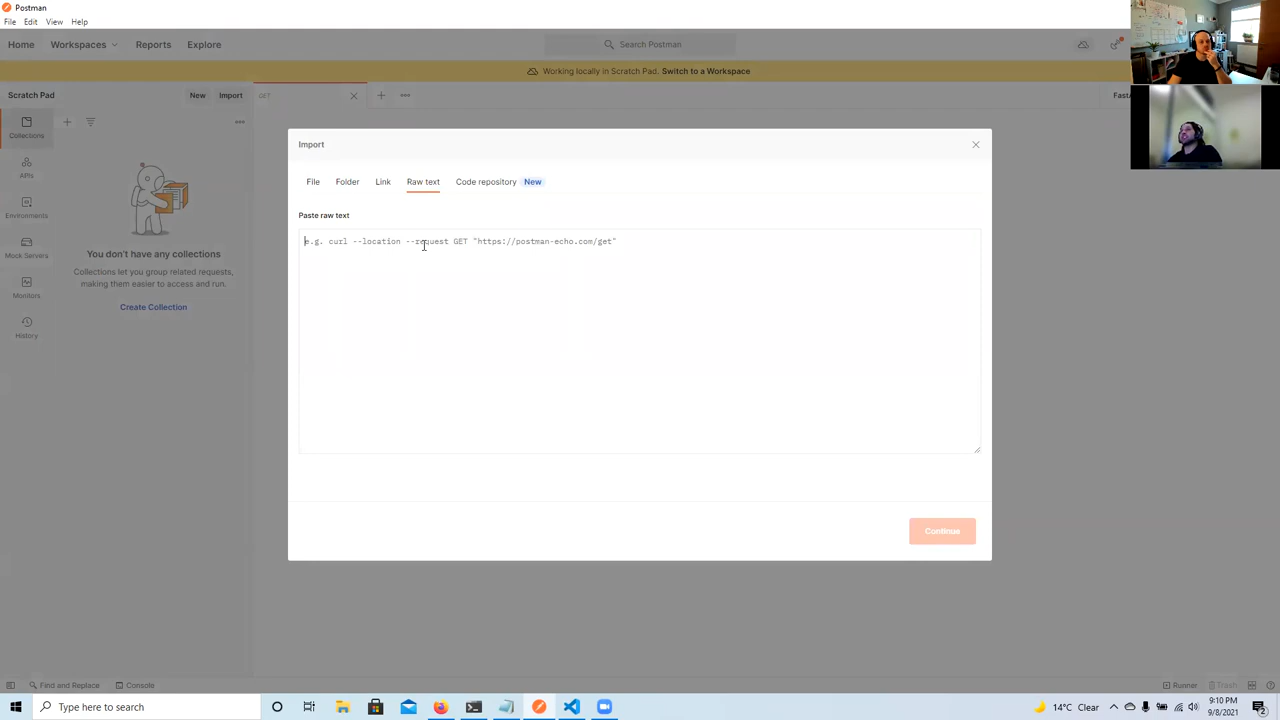 Postman
File Edit View Help
Home Workspaces Reports Explore Search Postman
Working locally in Scratch Pad. Switch to a Workspace
Scratch Pad New Import GET
Collections
APIs
Environments
Mock Servers
Monitors
History
You don't have any collections
Collections let you group related requests,
making them easier to access and run.
Create Collection
Import
File Folder Link Raw text Code repository New
Paste raw text
e.g. curl --location --request GET "https://postman-echo.com/get"
Continue
Find and Replace Console Runner Trash
Type here to search 14°C Clear 9:10 PM
9/8/2021